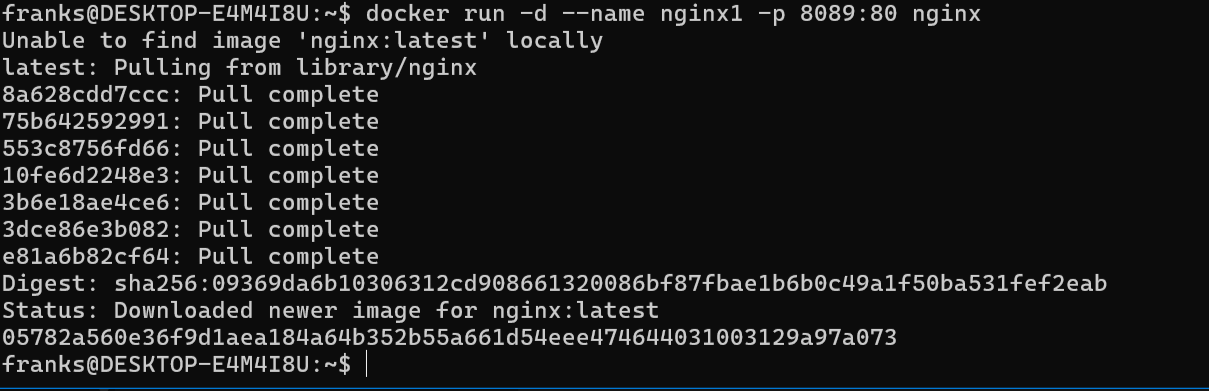 franks@DESKTOP-E4M4I8U:~$ docker run -d --name nginx1 -p 8089:80 nginx
Unable to find image 'nginx:latest' locally
latest: Pulling from library/nginx
8a628cdd7ccc: Pull complete
75b642592991: Pull complete
553c8756fd66: Pull complete
10fe6d2248e3: Pull complete
3b6e18ae4ce6: Pull complete
3dce86e3b082: Pull complete
e81a6b82cf64: Pull complete
Digest: sha256:09369da6b10306312cd908661320086bf87fbae1b6b0c49a1f50ba531fef2eab
Status: Downloaded newer image for nginx:latest
05782a560e36f9d1aea184a64b352b55a661d54eee474644031003129a97a073
franks@DESKTOP-E4M4I8U:~$